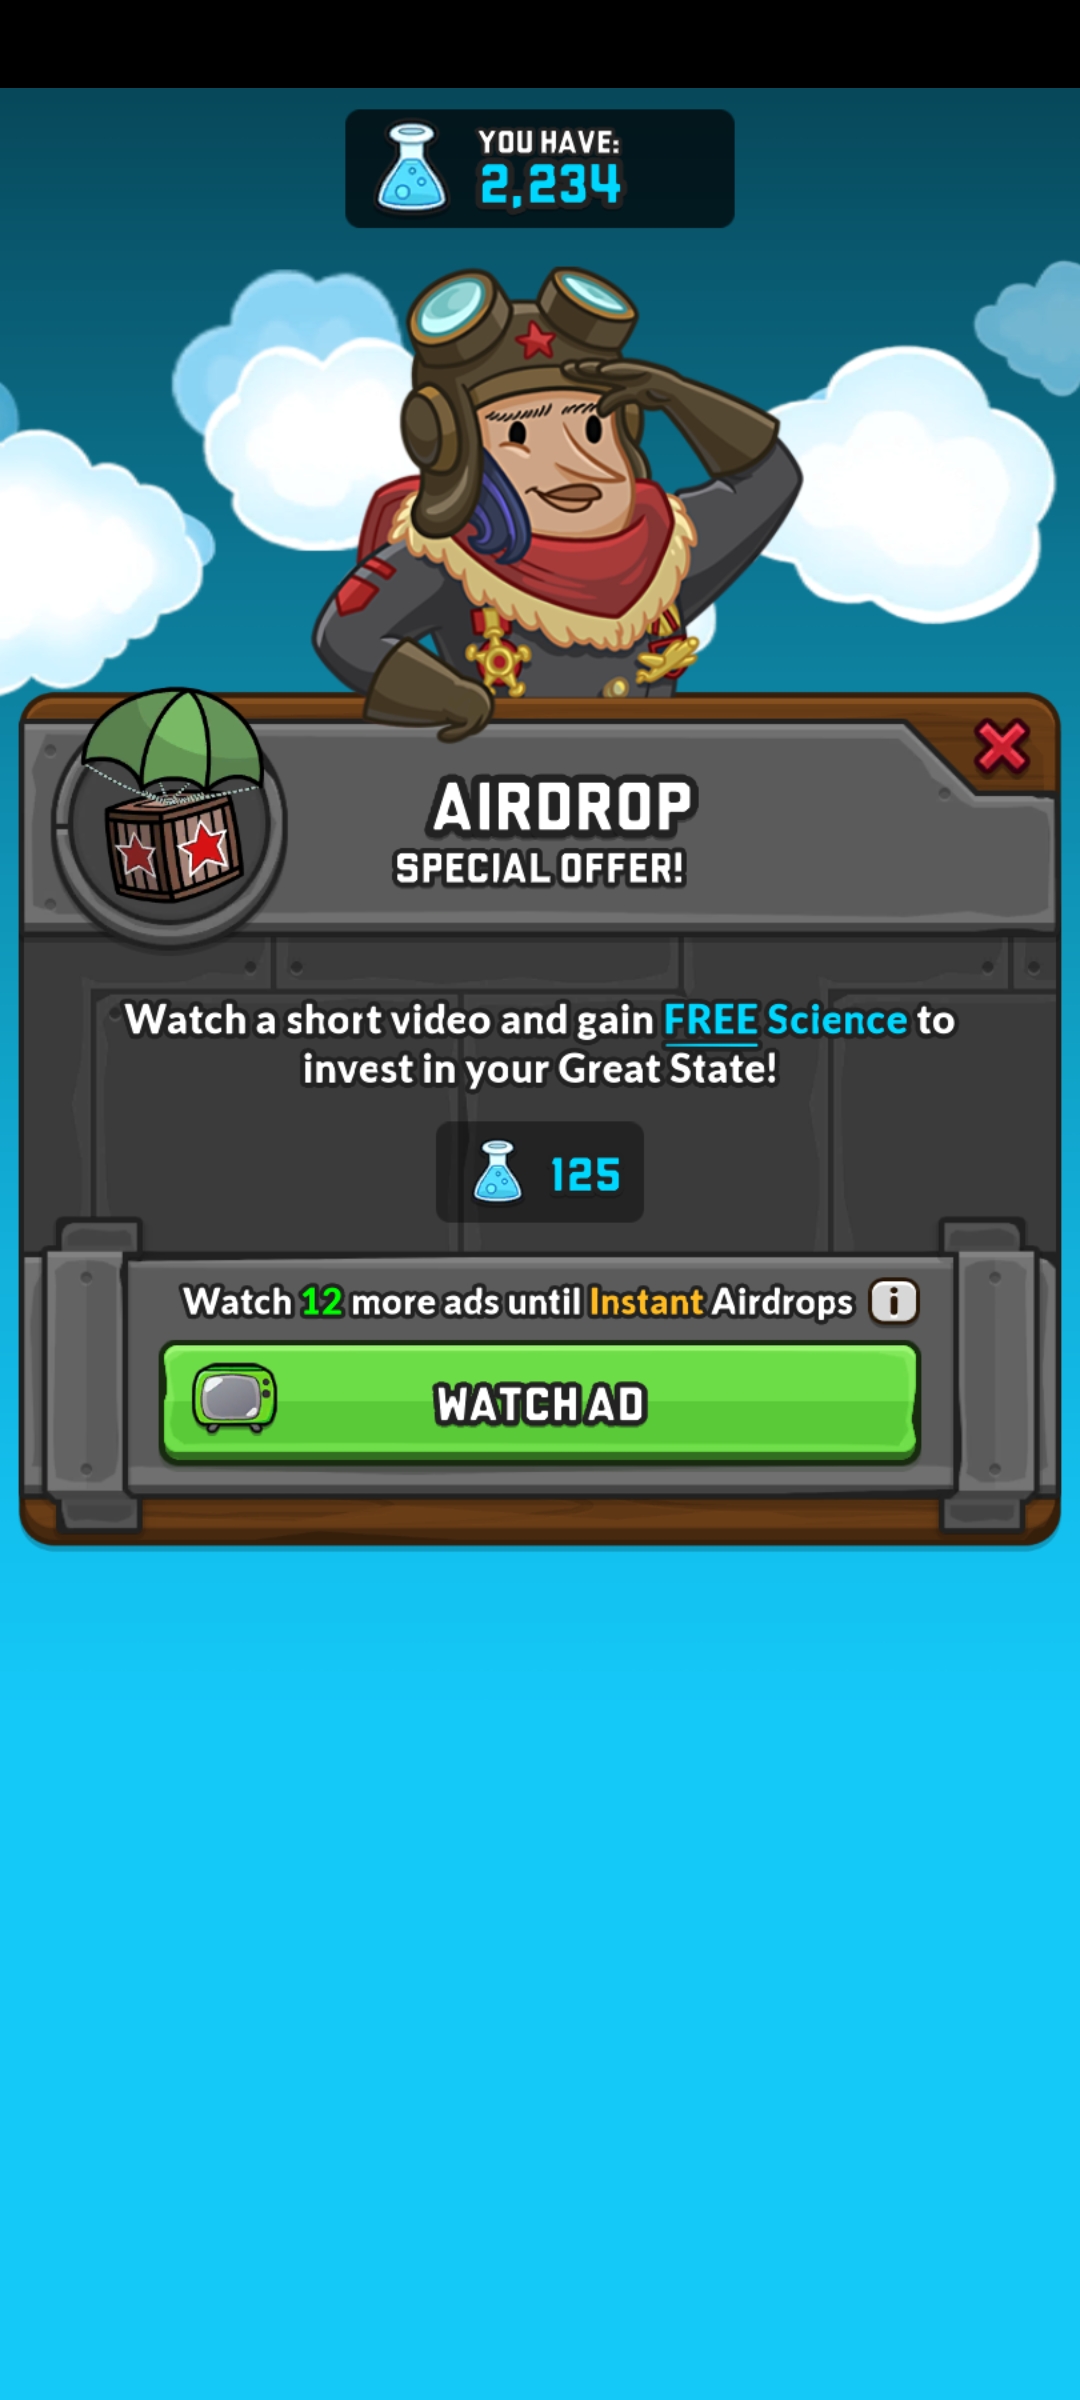 YOU HAVE:
2,234
AIRDROP
SPECIAL OFFER!
Watch a short video and gain FREE Science to
invest in your Great State!
125
Watch 12 more ads until Instant Airdrops i
WATCH AD